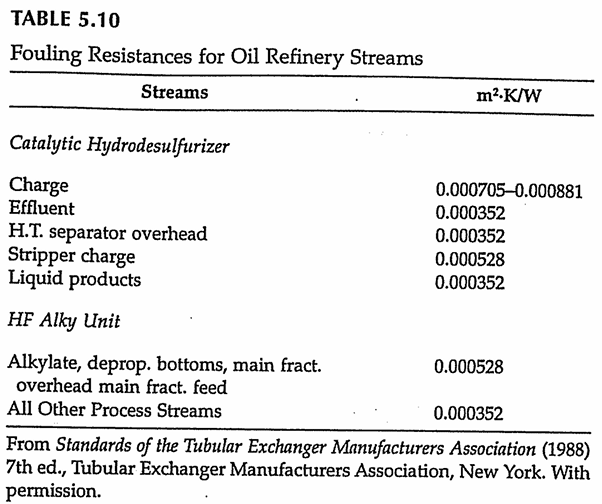 TABLE 5.10
Fouling Resistances for Oil Refinery Streams
Streams m²·K/W
Catalytic Hydrodesulfurizer
Charge 0.000705–0.000881
Effluent 0.000352
H.T. separator overhead 0.000352
Stripper charge 0.000528
Liquid products 0.000352
HF Alky Unit
Alkylate, deprop. bottoms, main fract. 0.000528
overhead main fract. feed
All Other Process Streams 0.000352
From Standards of the Tubular Exchanger Manufacturers Association (1988)
7th ed., Tubular Exchanger Manufacturers Association, New York. With
permission.